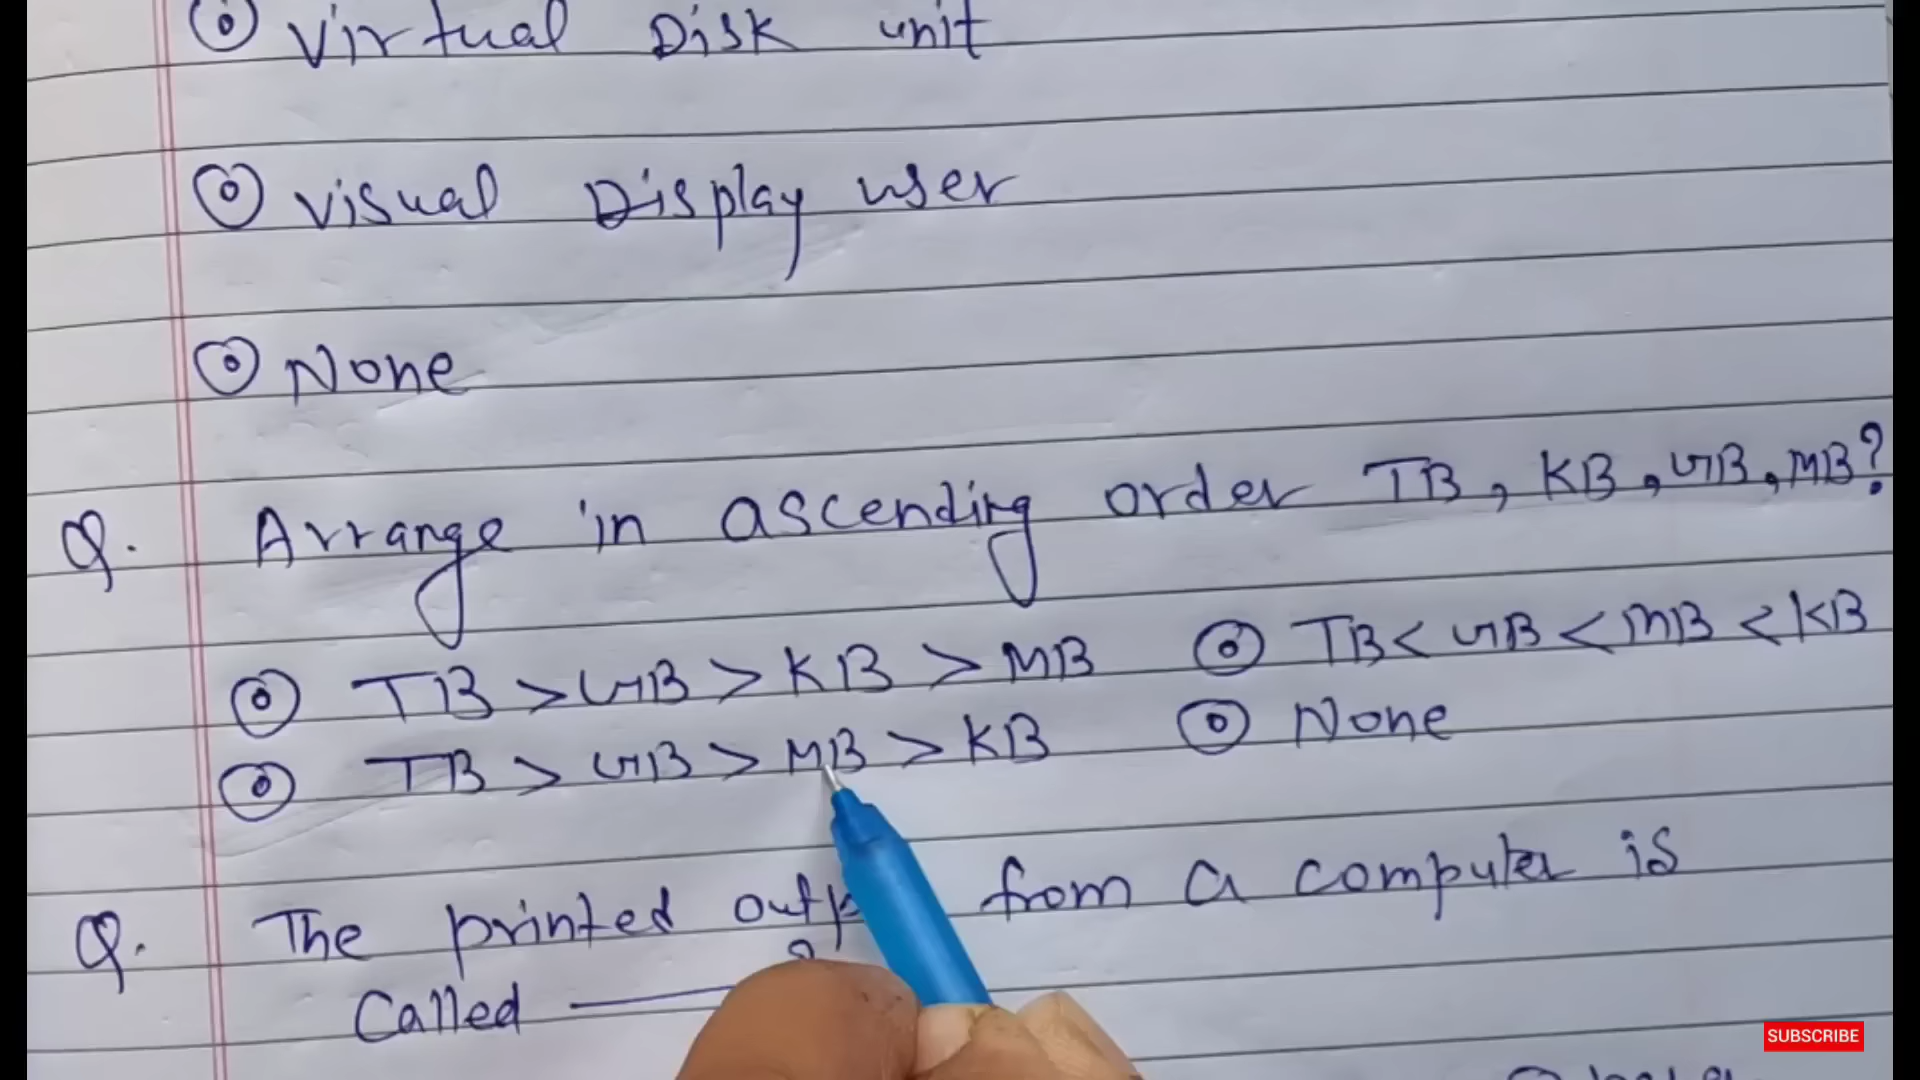 Virtual Disk unit
Visual Display user
None
Q. Arrange in ascending order TB, KB, GB, MB?
TB > GB > KB > MB
TB < GB < MB < KB
TB > GB > MB > KB
None
Q. The printed from a computer is
Called
SUBSCRIBE